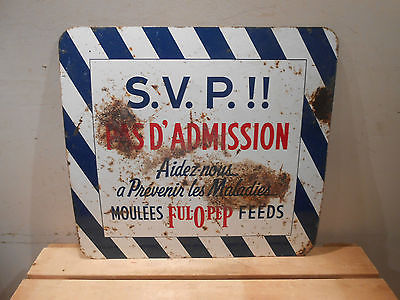 S.V.P.!!
PAS D'ADMISSION
Aidez-nous
a Prévenir les Maladies
MOULÉES FUL-O-PEP FEEDS